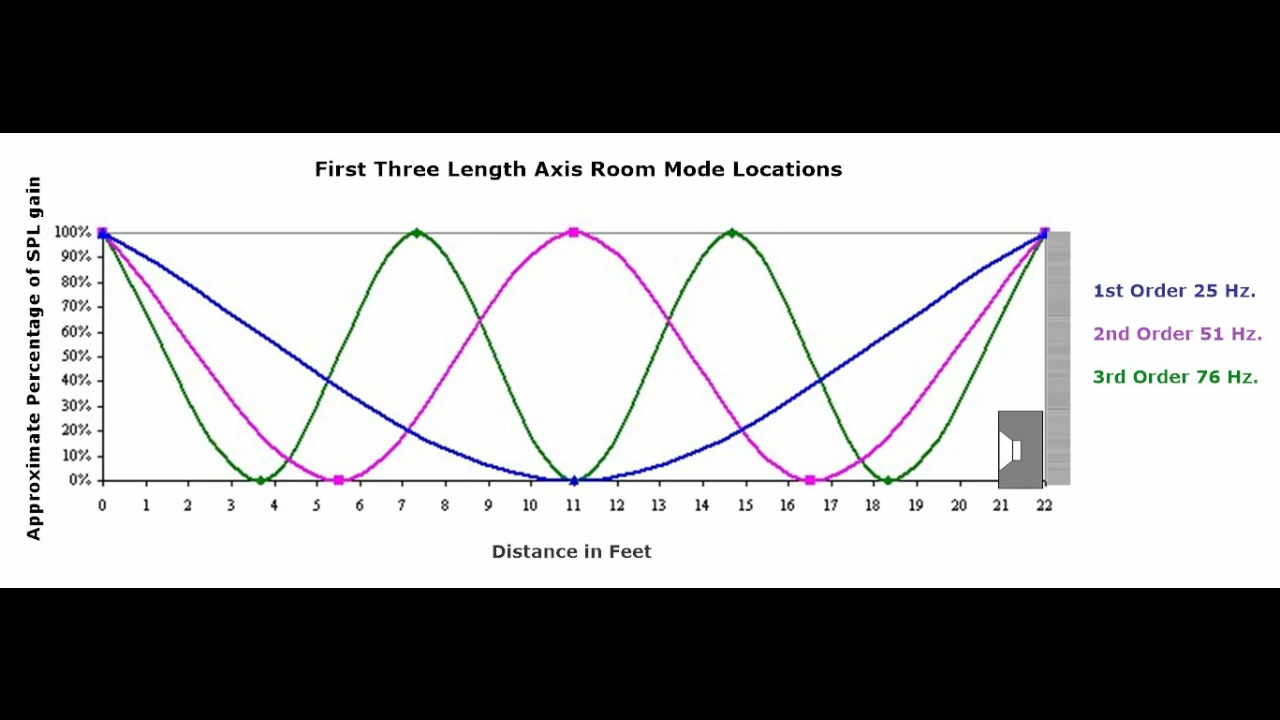 First Three Length Axis Room Mode Locations
Approximate Percentage of SPL gain
100%
90%
80%
70%
60%
50%
40%
30%
20%
10%
0%
0 1 2 3 4 5 6 7 8 9 10 11 12 13 14 15 16 17 18 19 20 21 22
Distance in Feet
1st Order 25 Hz.
2nd Order 51 Hz.
3rd Order 76 Hz.